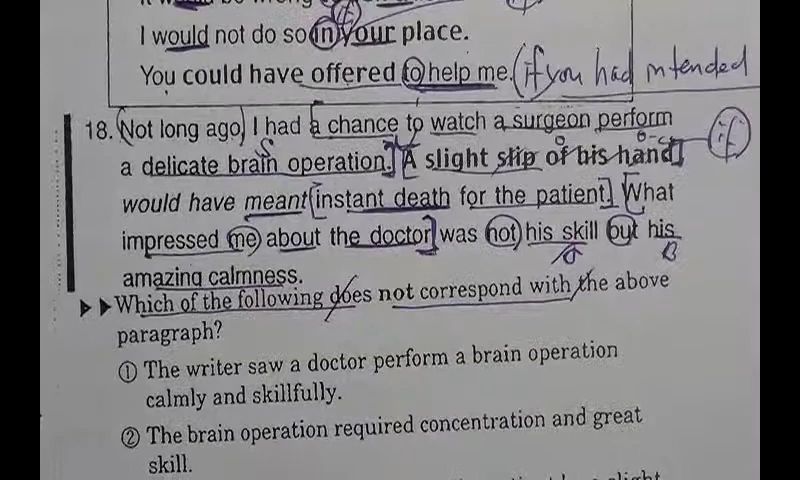 I would not do so in your place.
You could have offered to help me. (if you had intended
18. Not long ago, I had a chance to watch a surgeon perform
a delicate brain operation. A slight slip of his hand
would have meant instant death for the patient. What
impressed me about the doctor was not his skill but his
amazing calmness.
▶▶ Which of the following does not correspond with the above
paragraph?
① The writer saw a doctor perform a brain operation
calmly and skillfully.
② The brain operation required concentration and great
skill.